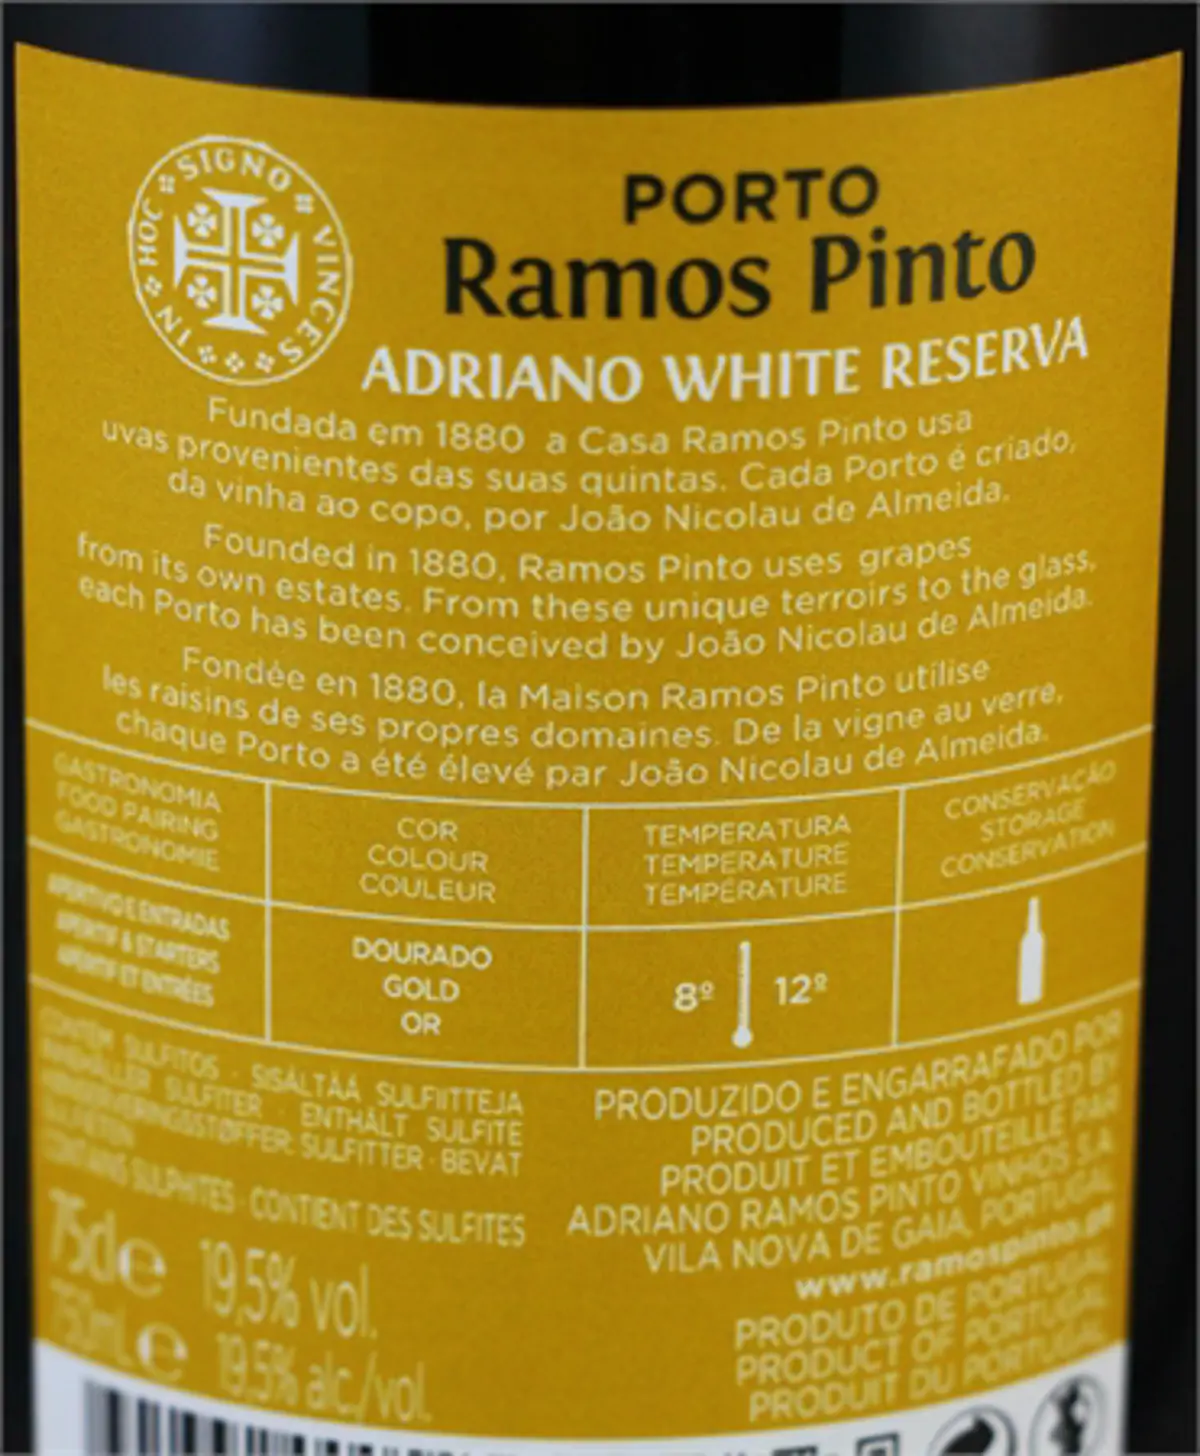 IN HOC SIGNO VINCES
PORTO
Ramos Pinto
ADRIANO WHITE RESERVA
Fundada em 1880 a Casa Ramos Pinto usa
uvas provenientes das suas quintas. Cada Porto é criado,
da vinha ao copo, por João Nicolau de Almeida.
Founded in 1880, Ramos Pinto uses grapes
from its own estates. From these unique terroirs to the glass,
each Porto has been conceived by João Nicolau de Almeida.
Fondée en 1880, la Maison Ramos Pinto utilise
les raisins de ses propres domaines. De la vigne au verre,
chaque Porto a été élevé par João Nicolau de Almeida.
GASTRONOMIA
FOOD PAIRING
GASTRONOMIE
COR
COLOUR
COULEUR
TEMPERATURA
TEMPERATURE
TEMPÉRATURE
CONSERVAÇÃO
STORAGE
CONSERVATION
APERITIVO E ENTRADAS
APERITIF & STARTERS
APERITIF ET ENTRÉES
DOURADO
GOLD
OR
8º 12º
CONTÉM SULFITOS · SISÄLTÄÄ SULFIITTEJA
INNEHÅLLER SULFITER · ENTHÄLT SULFITE
KONSERVERINGSSTOFFER: SULFITTER · BEVAT
SULFIETEN
CONTAINS SULPHITES · CONTIENT DES SULFITES
75cl e 19,5% vol.
750mL e 19.5% alc./vol.
PRODUZIDO E ENGARRAFADO POR
PRODUCED AND BOTTLED BY
PRODUIT ET EMBOUTEILLÉ PAR
ADRIANO RAMOS PINTO VINHOS S.A.
VILA NOVA DE GAIA, PORTUGAL
www.ramospinto.pt
PRODUTO DE PORTUGAL
PRODUCT OF PORTUGAL
PRODUIT DU PORTUGAL